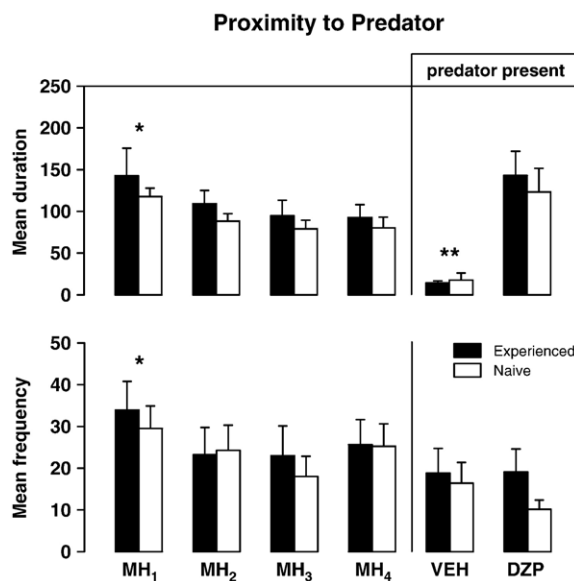 Proximity to Predator
predator present
Mean duration
250
200
150
100
50
0
*
**
Mean frequency
50
40
30
20
10
0
*
Experienced
Naive
MH₁ MH₂ MH₃ MH₄ VEH DZP